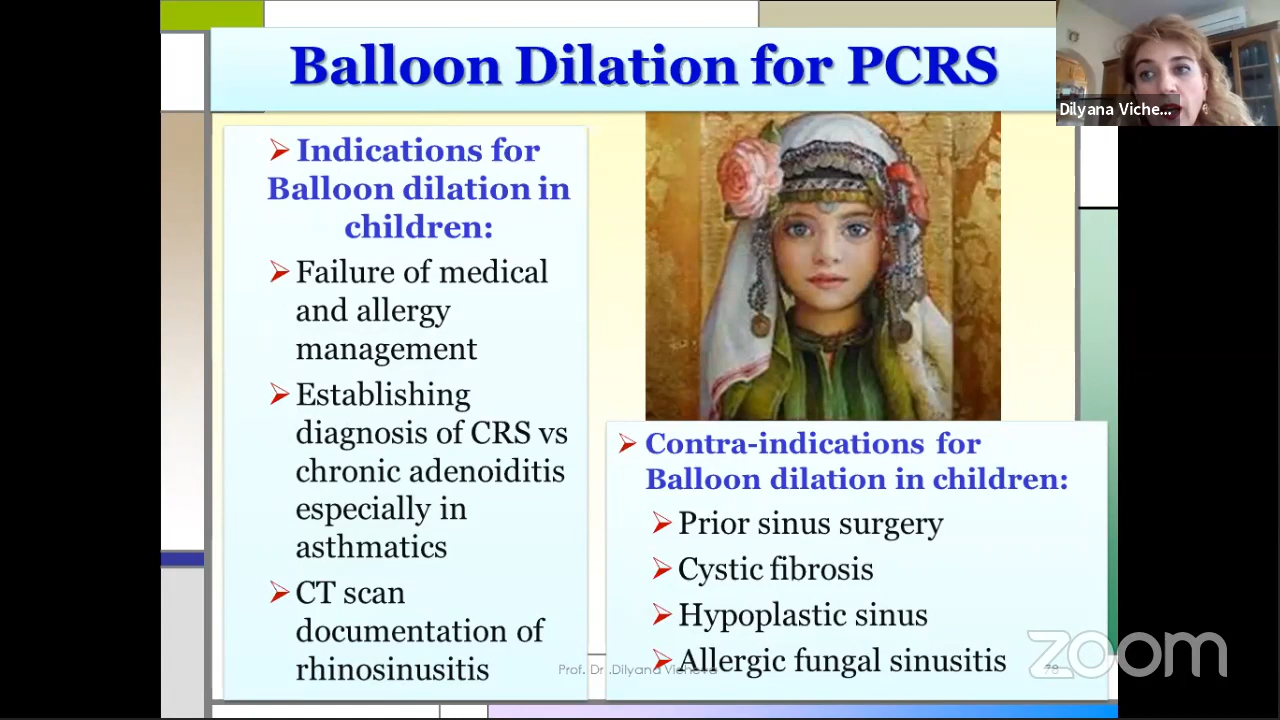 Balloon Dilation for PCRS
Dilyana Viche...
Indications for
Balloon dilation in
children:
Failure of medical
and allergy
management
Establishing
diagnosis of CRS vs
chronic adenoiditis
especially in
asthmatics
CT scan
documentation of
rhinosinusitis
Contra-indications for
Balloon dilation in children:
Prior sinus surgery
Cystic fibrosis
Hypoplastic sinus
Allergic fungal sinusitis
Prof. Dr .Dilyana Vicheva
78
zoom